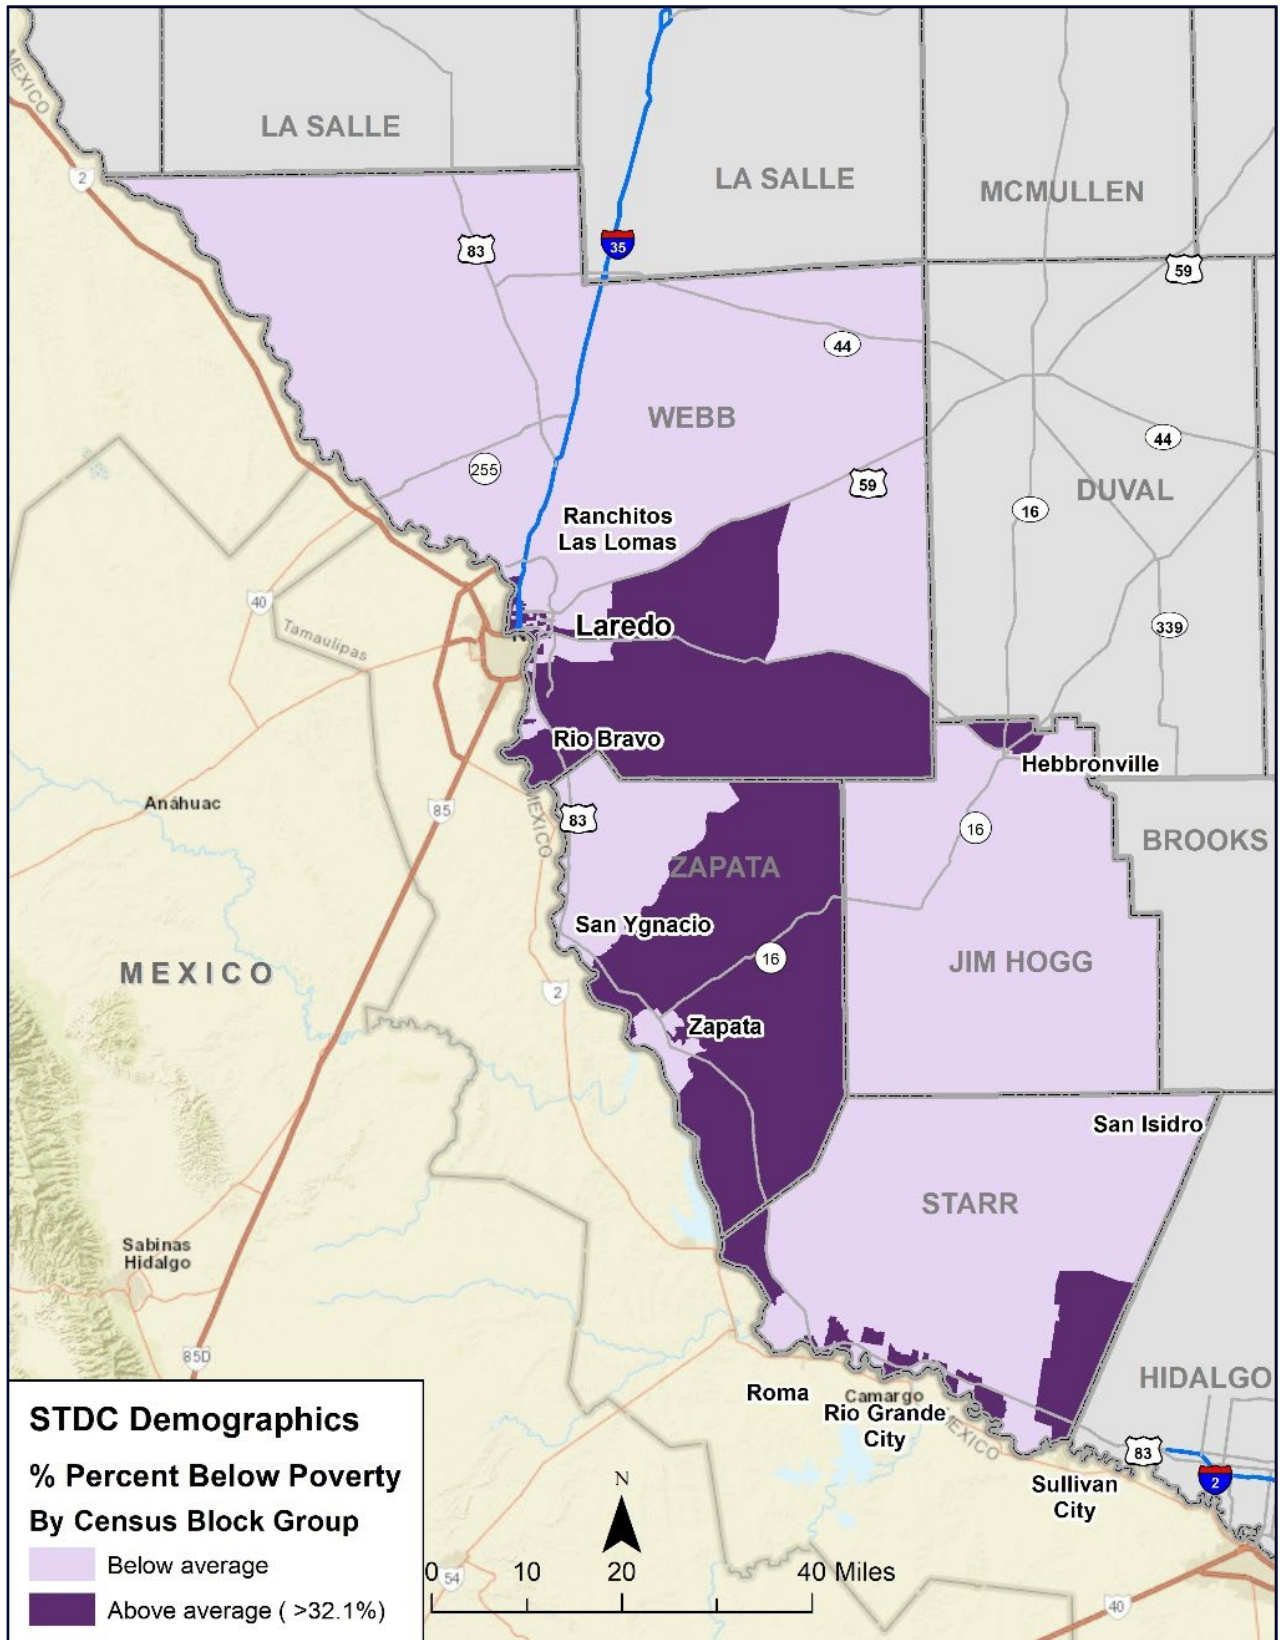 MEXICO
LA SALLE
LA SALLE
MCMULLEN
2
83
35
59
44
WEBB
44
255
59
DUVAL
16
Ranchitos
Las Lomas
40
Tamaulipas
Laredo
339
Rio Bravo
Hebbronville
Anáhuac
85
MEXICO
83
16
BROOKS
ZAPATA
San Ygnacio
MEXICO
16
JIM HOGG
2
Zapata
San Isidro
STARR
Sabinas
Hidalgo
85D
HIDALGO
Roma
Camargo
Rio Grande
City
MEXICO
83
2
Sullivan
City
STDC Demographics
% Percent Below Poverty
By Census Block Group
Below average
Above average ( >32.1%)
N
0 10 20 40 Miles
54
40